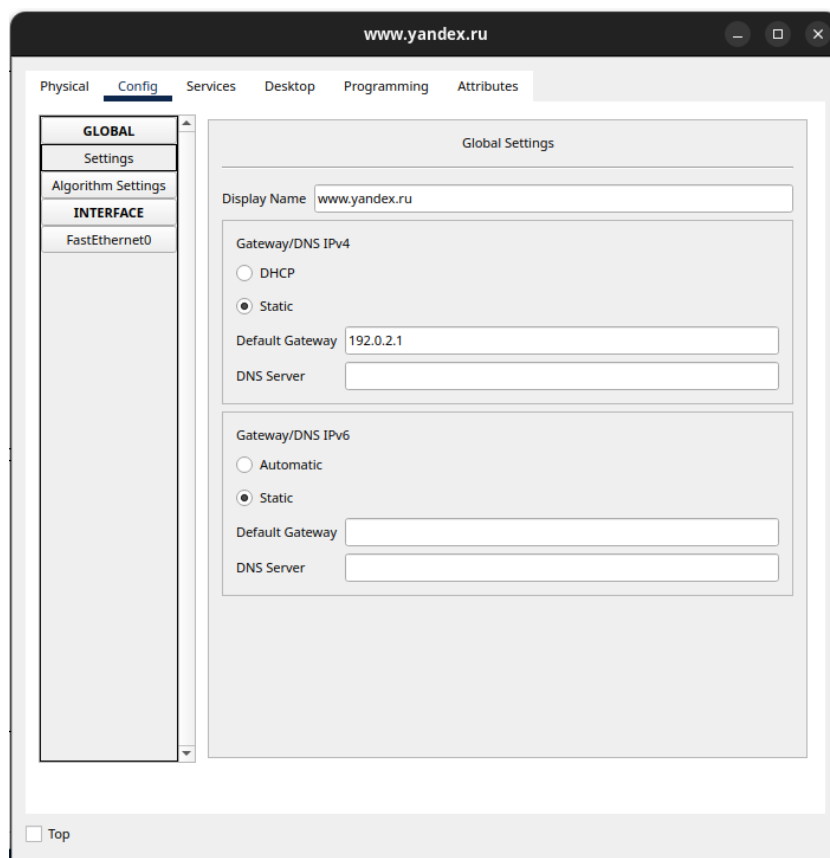 www.yandex.ru
Physical Config Services Desktop Programming Attributes
GLOBAL
Settings
Algorithm Settings
INTERFACE
FastEthernet0
Global Settings
Display Name www.yandex.ru
Gateway/DNS IPv4
DHCP
Static
Default Gateway 192.0.2.1
DNS Server
Gateway/DNS IPv6
Automatic
Static
Default Gateway
DNS Server
Top